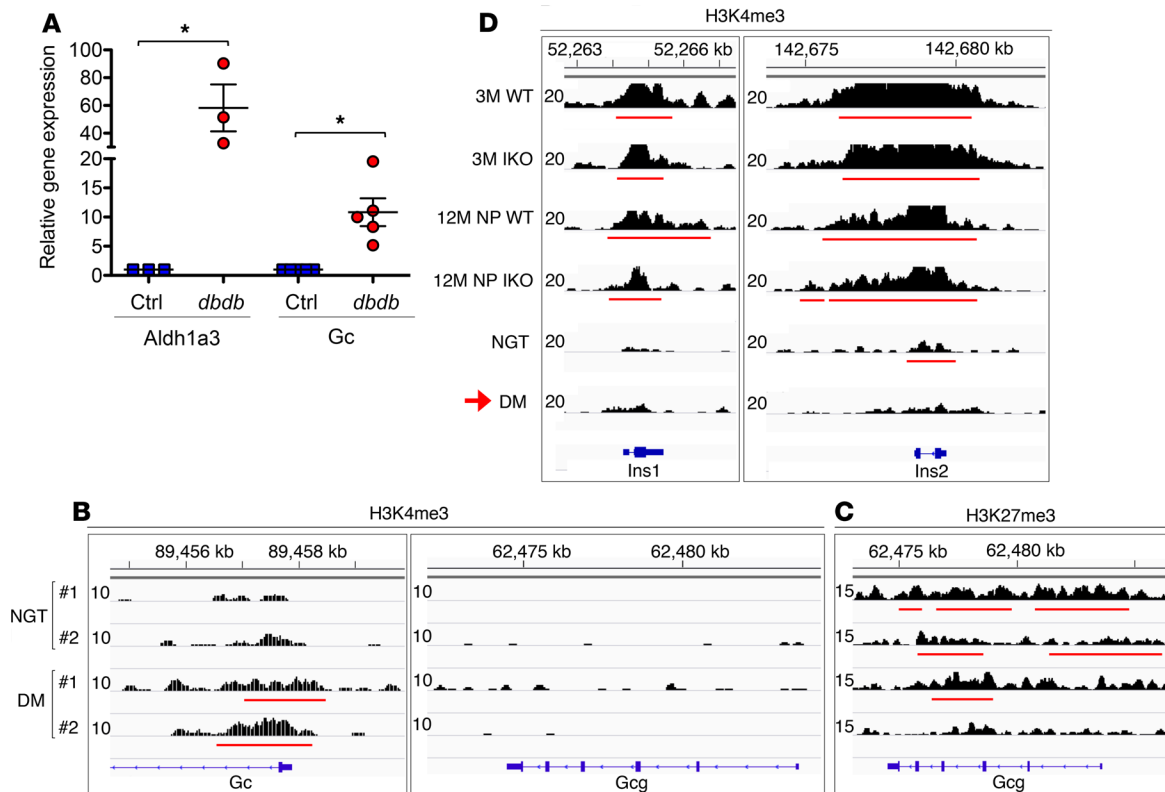 A
*
*
Relative gene expression
100
80
60
40
20
15
10
5
0
Ctrl dbdb Ctrl dbdb
Aldh1a3 Gc
D
H3K4me3
52,263 52,266 kb 142,675 142,680 kb
3M WT 20 20
3M IKO 20 20
12M NP WT 20 20
12M NP IKO 20 20
NGT 20 20
DM 20 20
Ins1 Ins2
B
H3K4me3
89,456 kb 89,458 kb 62,475 kb 62,480 kb
NGT
#1 10 10
#2 10 10
DM
#1 10 10
#2 10 10
Gc Gcg
C
H3K27me3
62,475 kb 62,480 kb
15
15
15
15
Gcg